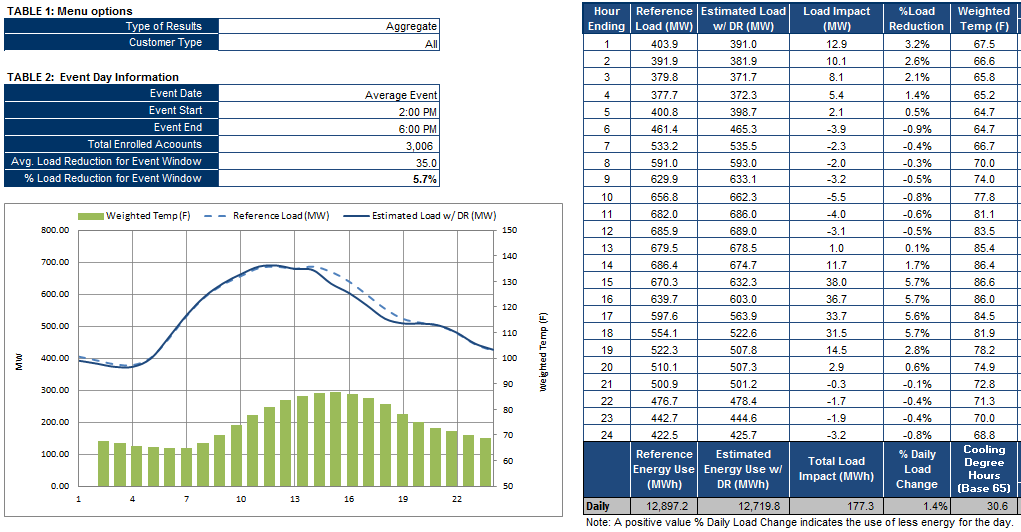 TABLE 1: Menu options
Type of Results Aggregate
Customer Type All
TABLE 2: Event Day Information
Event Date Average Event
Event Start 2:00 PM
Event End 6:00 PM
Total Enrolled Accounts 3,006
Avg. Load Reduction for Event Window 35.0
% Load Reduction for Event Window 5.7%
Weighted Temp (F) Reference Load (MW) Estimated Load w/ DR (MW)
800.00 150
700.00 140
600.00 130
500.00 120
400.00 110
300.00 100
200.00 90
100.00 80
0.00 70
60
50
MW
Weighted Temp (F)
1 4 7 10 13 16 19 22
Hour Reference Estimated Load Load Impact %Load Weighted
Ending Load (MW) w/ DR (MW) (MW) Reduction Temp (F)
1 403.9 391.0 12.9 3.2% 67.5
2 391.9 381.9 10.1 2.6% 66.6
3 379.8 371.7 8.1 2.1% 65.8
4 377.7 372.3 5.4 1.4% 65.2
5 400.8 398.7 2.1 0.5% 64.7
6 461.4 465.3 -3.9 -0.9% 64.7
7 533.2 535.5 -2.3 -0.4% 66.7
8 591.0 593.0 -2.0 -0.3% 70.0
9 629.9 633.1 -3.2 -0.5% 74.0
10 656.8 662.3 -5.5 -0.8% 77.8
11 682.0 686.0 -4.0 -0.6% 81.1
12 685.9 689.0 -3.1 -0.5% 83.5
13 679.5 678.5 1.0 0.1% 85.4
14 686.4 674.7 11.7 1.7% 86.4
15 670.3 632.3 38.0 5.7% 86.6
16 639.7 603.0 36.7 5.7% 86.0
17 597.6 563.9 33.7 5.6% 84.5
18 554.1 522.6 31.5 5.7% 81.9
19 522.3 507.8 14.5 2.8% 78.2
20 510.1 507.3 2.9 0.6% 74.9
21 500.9 501.2 -0.3 -0.1% 72.8
22 476.7 478.4 -1.7 -0.4% 71.3
23 442.7 444.6 -1.9 -0.4% 70.0
24 422.5 425.7 -3.2 -0.8% 68.8
Reference Energy Use (MWh) Estimated Energy Use w/ DR (MWh) Total Load Impact (MWh) % Daily Load Change Cooling Degree Hours (Base 65)
Daily 12,897.2 12,719.8 177.3 1.4% 30.6
Note: A positive value % Daily Load Change indicates the use of less energy for the day.